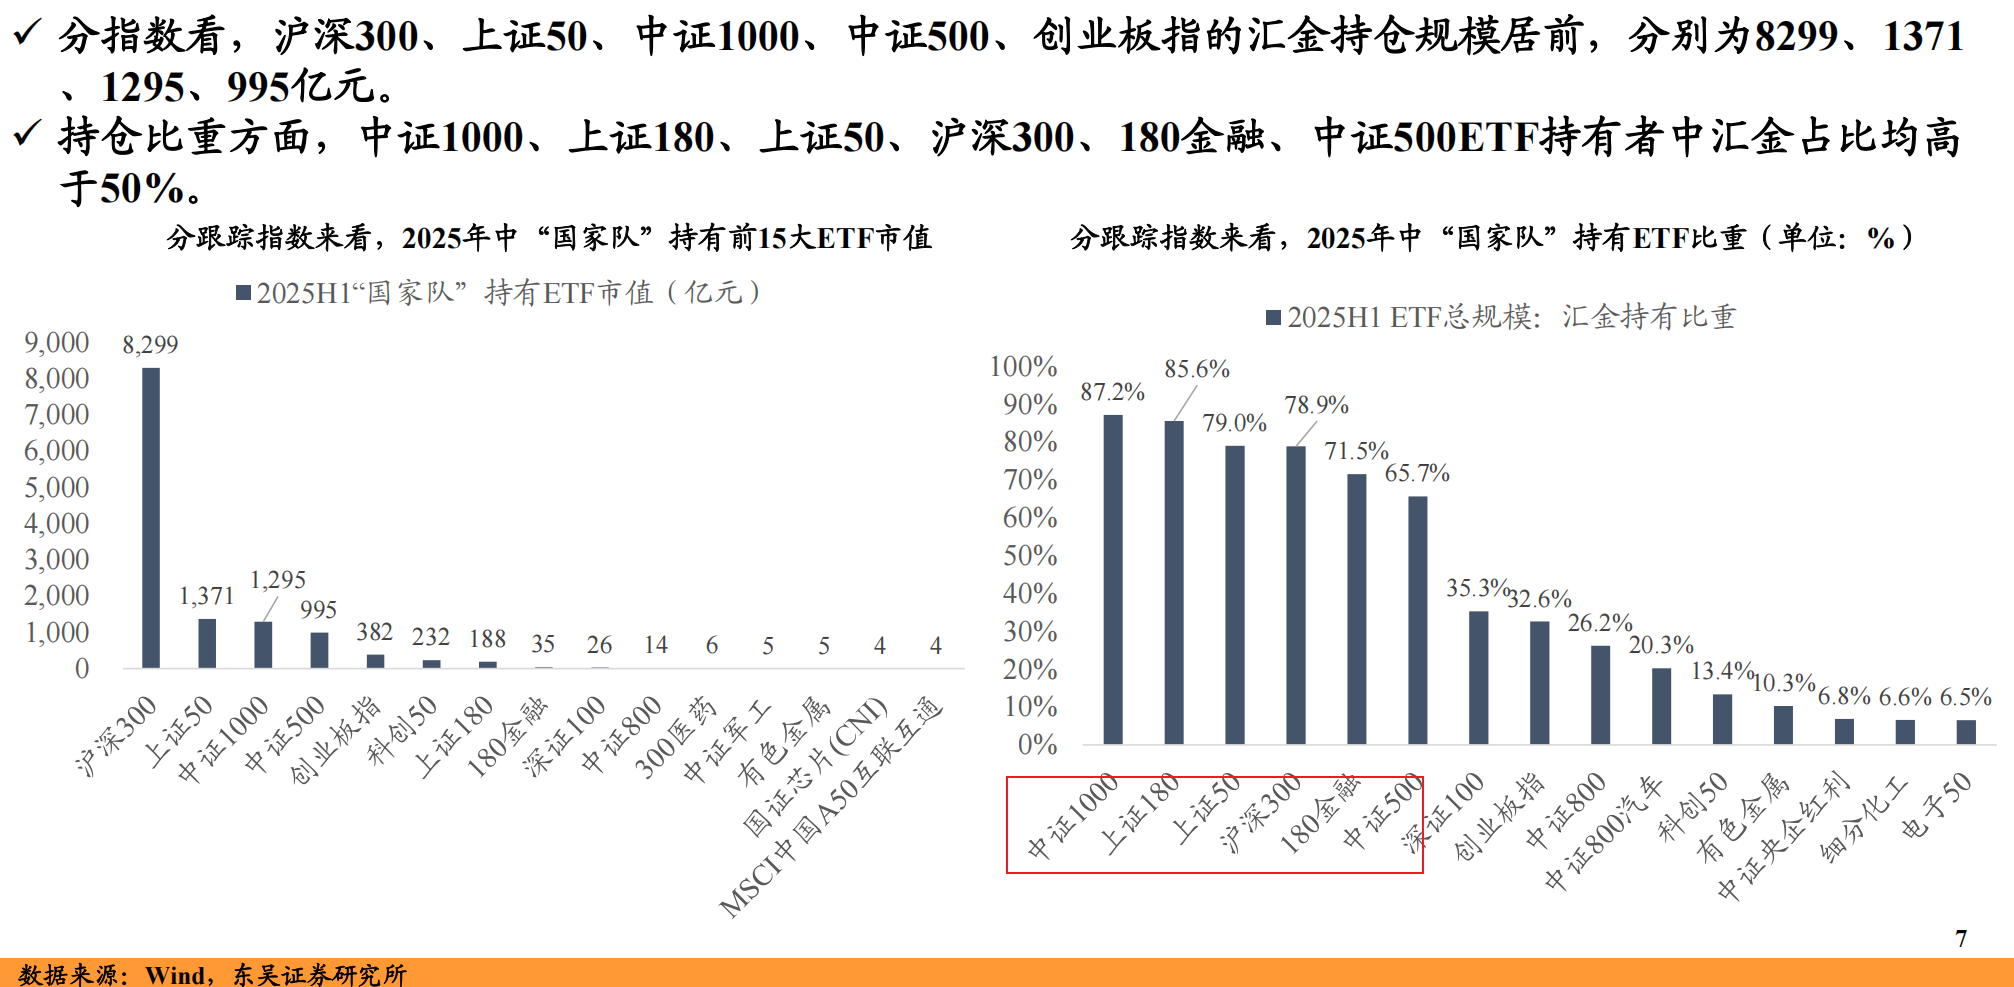 ✓ 分指数看，沪深300、上证50、中证1000、中证500、创业板指的汇金持仓规模居前，分别为8299、1371
、1295、995亿元。
✓ 持仓比重方面，中证1000、上证180、上证50、沪深300、180金融、中证500ETF持有者中汇金占比均高
于50%。
分跟踪指数来看，2025年中“国家队”持有前15大ETF市值
2025H1“国家队”持有ETF市值（亿元）
9,000
8,000
7,000
6,000
5,000
4,000
3,000
2,000
1,000
0
8,299
1,371
1,295
995
382
232
188
35
26
14
6
5
5
4
4
沪深300
上证50
中证1000
中证500
创业板指
科创50
上证180
180金融
深证100
中证800
300医药
中证军工
有色金属
国证芯片(CNI)
MSCI中国A50互联互通
分跟踪指数来看，2025年中“国家队”持有ETF比重（单位：%）
2025H1 ETF总规模：汇金持有比重
100%
90%
80%
70%
60%
50%
40%
30%
20%
10%
0%
87.2%
85.6%
79.0%
78.9%
71.5%
65.7%
35.3%
32.6%
26.2%
20.3%
13.4%
10.3%
6.8%
6.6%
6.5%
中证1000
上证180
上证50
沪深300
180金融
中证500
深证100
创业板指
中证800
中证800汽车
科创50
有色金属
中证央企红利
细分化工
电子50
7
数据来源：Wind，东吴证券研究所